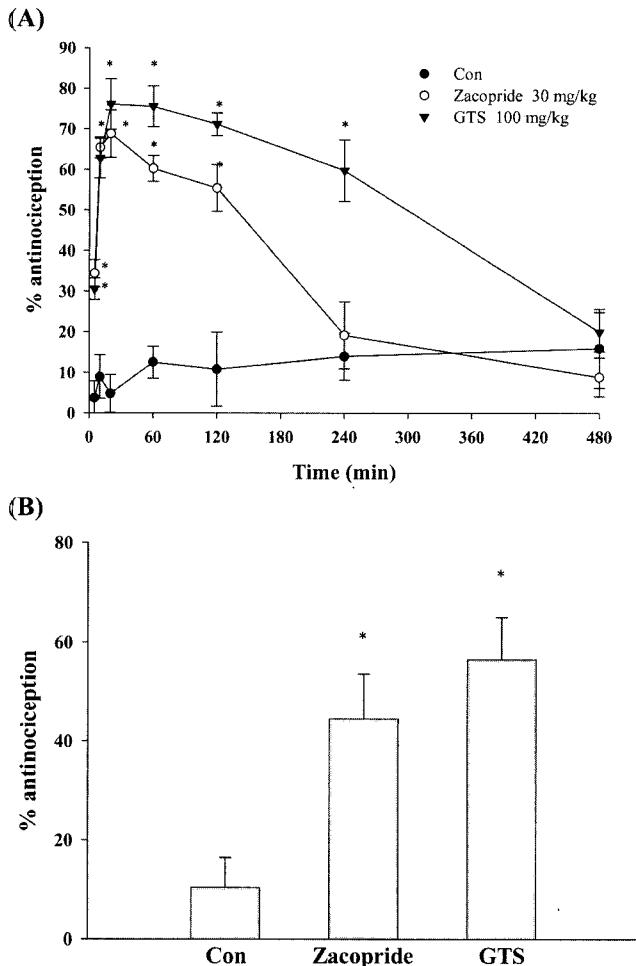 (A)
90
80
70
60
50
40
30
20
10
0
% antinociception
* * * * *
* * * *
*
*
Con
Zacopride 30 mg/kg
GTS 100 mg/kg
0 60 120 180 240 300 360 420 480
Time (min)
(B)
80
60
40
20
0
% antinociception
*
*
Con Zacopride GTS